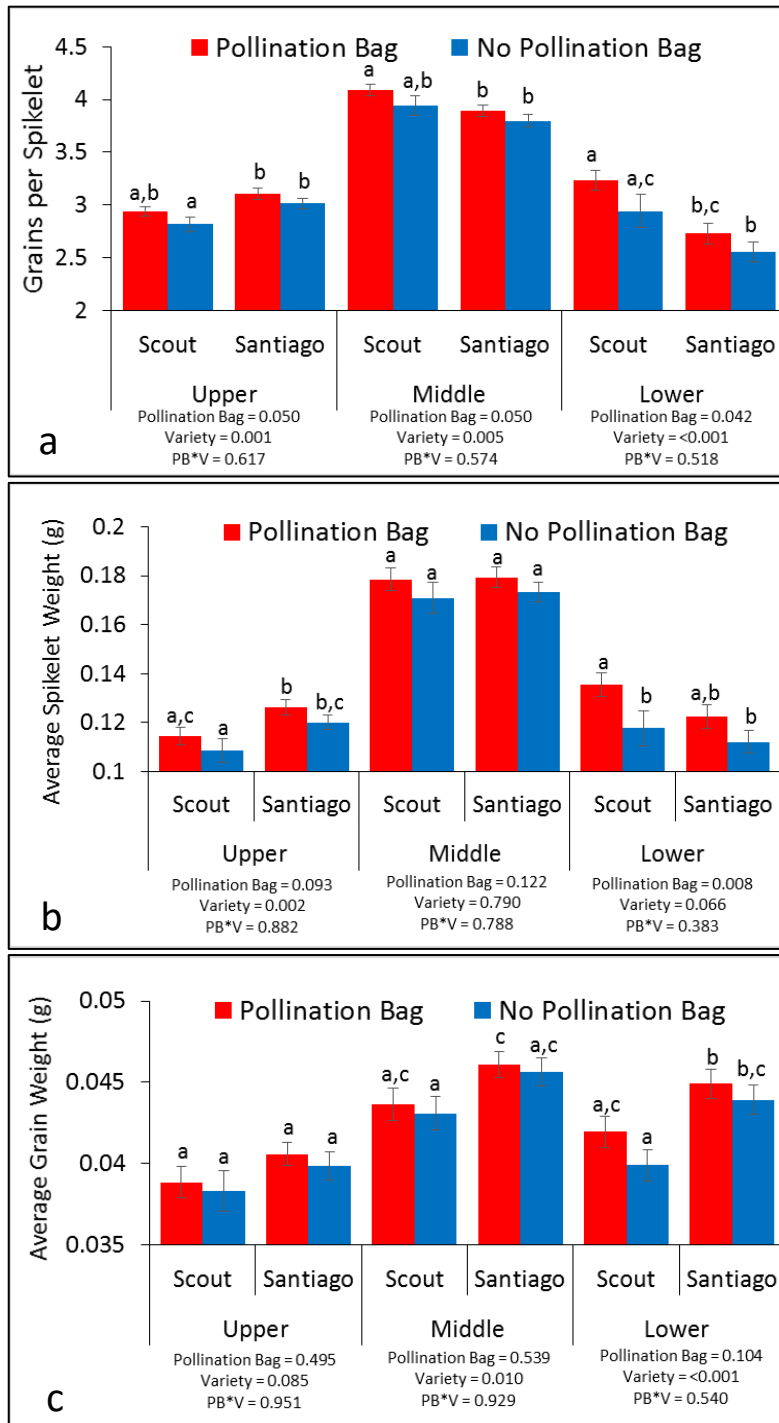 Pollination Bag No Pollination Bag
Grains per Spikelet
4.5
4
3.5
3
2.5
2
a,b a b b a a,b b b a a,c b,c b
Scout Santiago Scout Santiago Scout Santiago
Upper Middle Lower
Pollination Bag = 0.050 Pollination Bag = 0.050 Pollination Bag = 0.042
Variety = 0.001 Variety = 0.005 Variety = <0.001
PB*V = 0.617 PB*V = 0.574 PB*V = 0.518
a
Pollination Bag No Pollination Bag
Average Spikelet Weight (g)
0.2
0.18
0.16
0.14
0.12
0.1
a,c a b b,c a a a a a b a,b b
Scout Santiago Scout Santiago Scout Santiago
Upper Middle Lower
Pollination Bag = 0.093 Pollination Bag = 0.122 Pollination Bag = 0.008
Variety = 0.002 Variety = 0.790 Variety = 0.066
PB*V = 0.882 PB*V = 0.788 PB*V = 0.383
b
Pollination Bag No Pollination Bag
Average Grain Weight (g)
0.05
0.045
0.04
0.035
a a a a a,c a c a,c a,c a b b,c
Scout Santiago Scout Santiago Scout Santiago
Upper Middle Lower
Pollination Bag = 0.495 Pollination Bag = 0.539 Pollination Bag = 0.104
Variety = 0.085 Variety = 0.010 Variety = <0.001
PB*V = 0.951 PB*V = 0.929 PB*V = 0.540
c